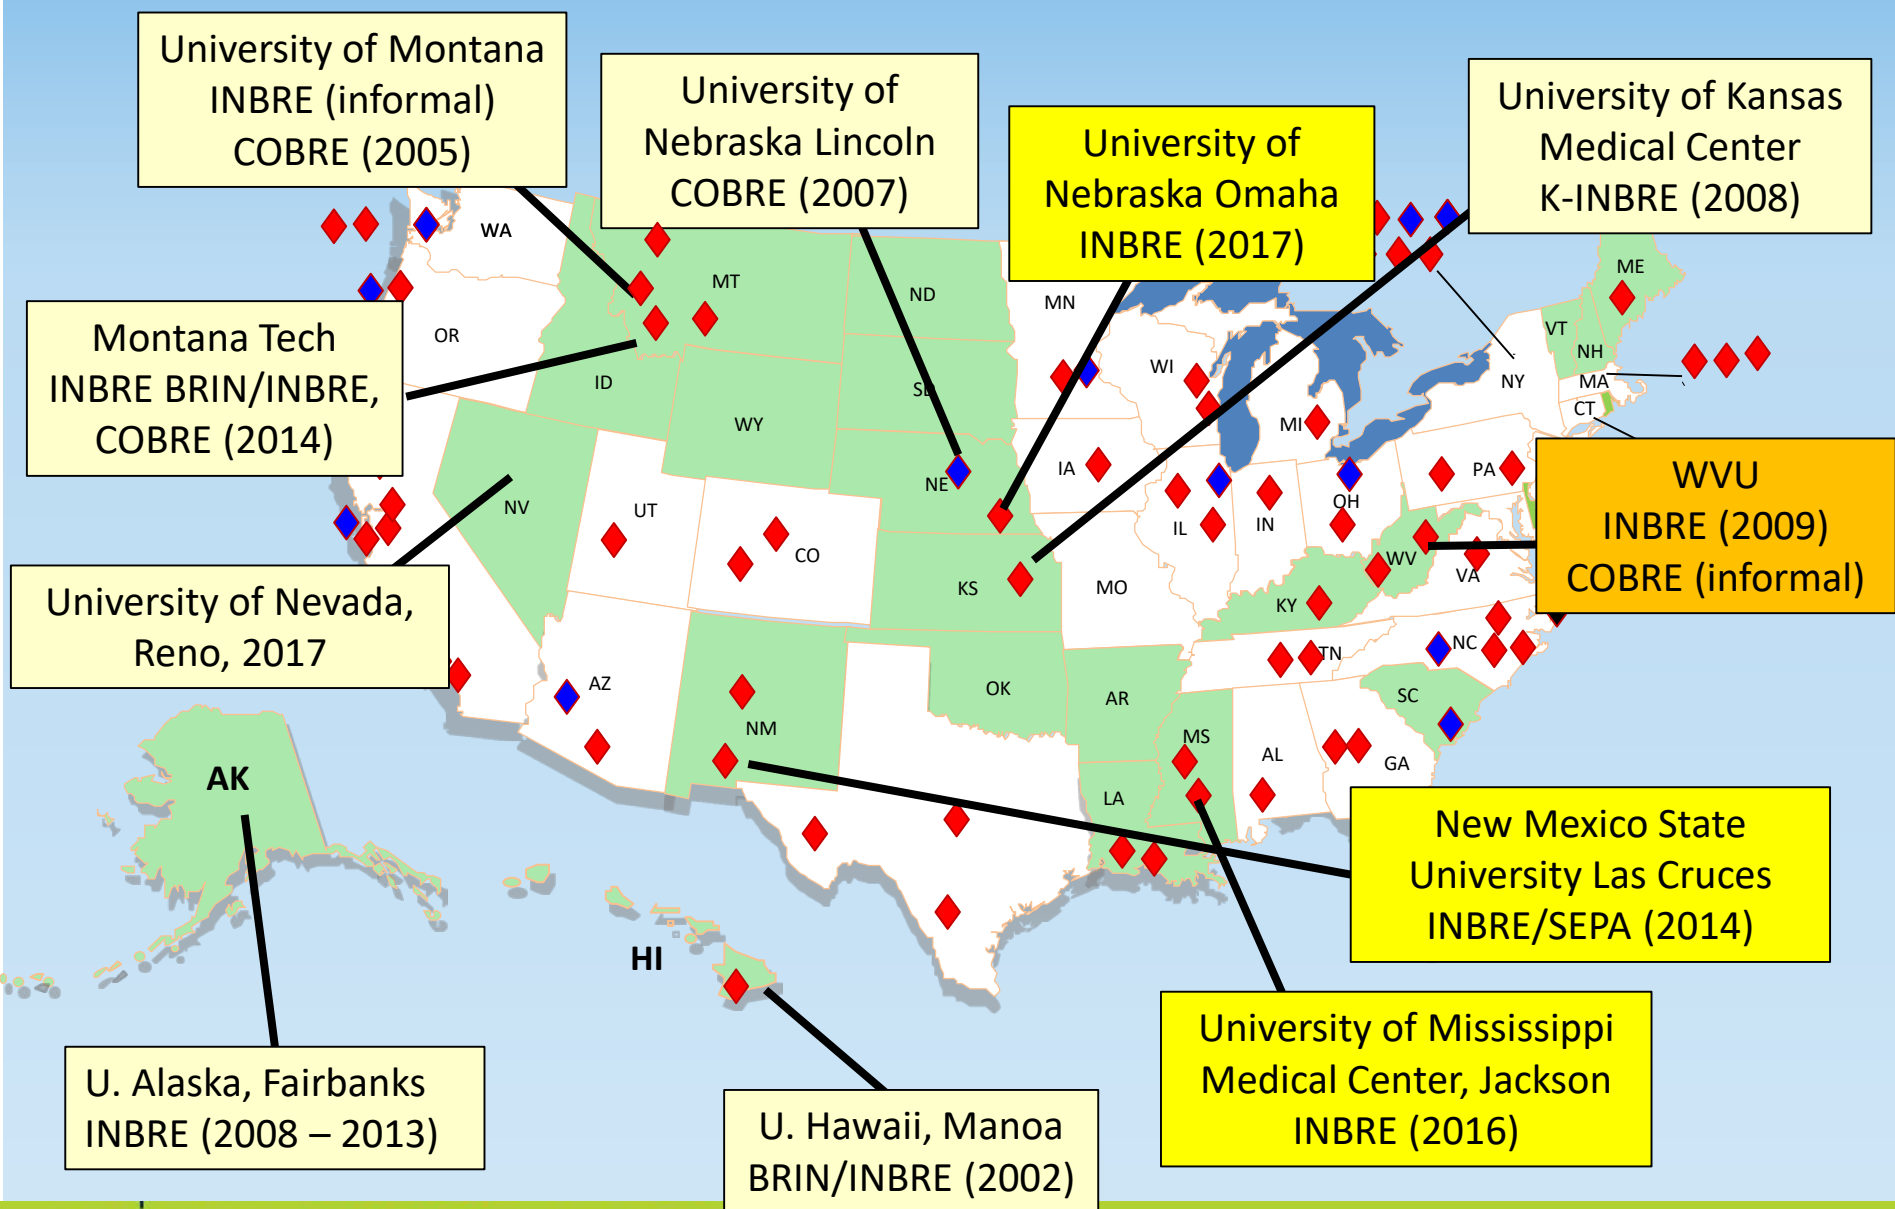 University of Montana
INBRE (informal)
COBRE (2005)
University of
Nebraska Lincoln
COBRE (2007)
University of
Nebraska Omaha
INBRE (2017)
University of Kansas
Medical Center
K-INBRE (2008)
Montana Tech
INBRE BRIN/INBRE,
COBRE (2014)
WVU
INBRE (2009)
COBRE (informal)
University of Nevada,
Reno, 2017
New Mexico State
University Las Cruces
INBRE/SEPA (2014)
University of Mississippi
Medical Center, Jackson
INBRE (2016)
U. Alaska, Fairbanks
INBRE (2008 – 2013)
U. Hawaii, Manoa
BRIN/INBRE (2002)
WA
OR
ID
MT
ND
SD
WY
NE
MN
WI
MI
IA
IL
IN
OH
PA
NY
VT
NH
ME
MA
CT
NV
UT
CO
KS
MO
KY
WV
VA
TN
NC
SC
AZ
NM
OK
AR
MS
AL
GA
LA
AK
HI